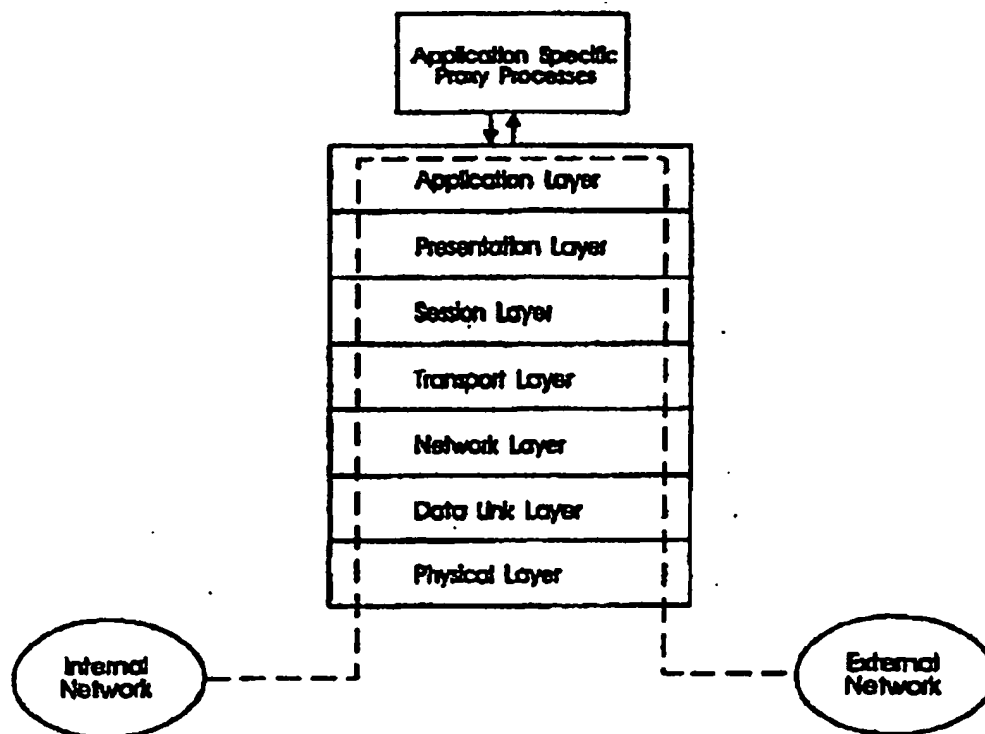 Application Specific
Proxy Processes
Application Layer
Presentation Layer
Session Layer
Transport Layer
Network Layer
Data Link Layer
Physical Layer
Internal
Network
External
Network